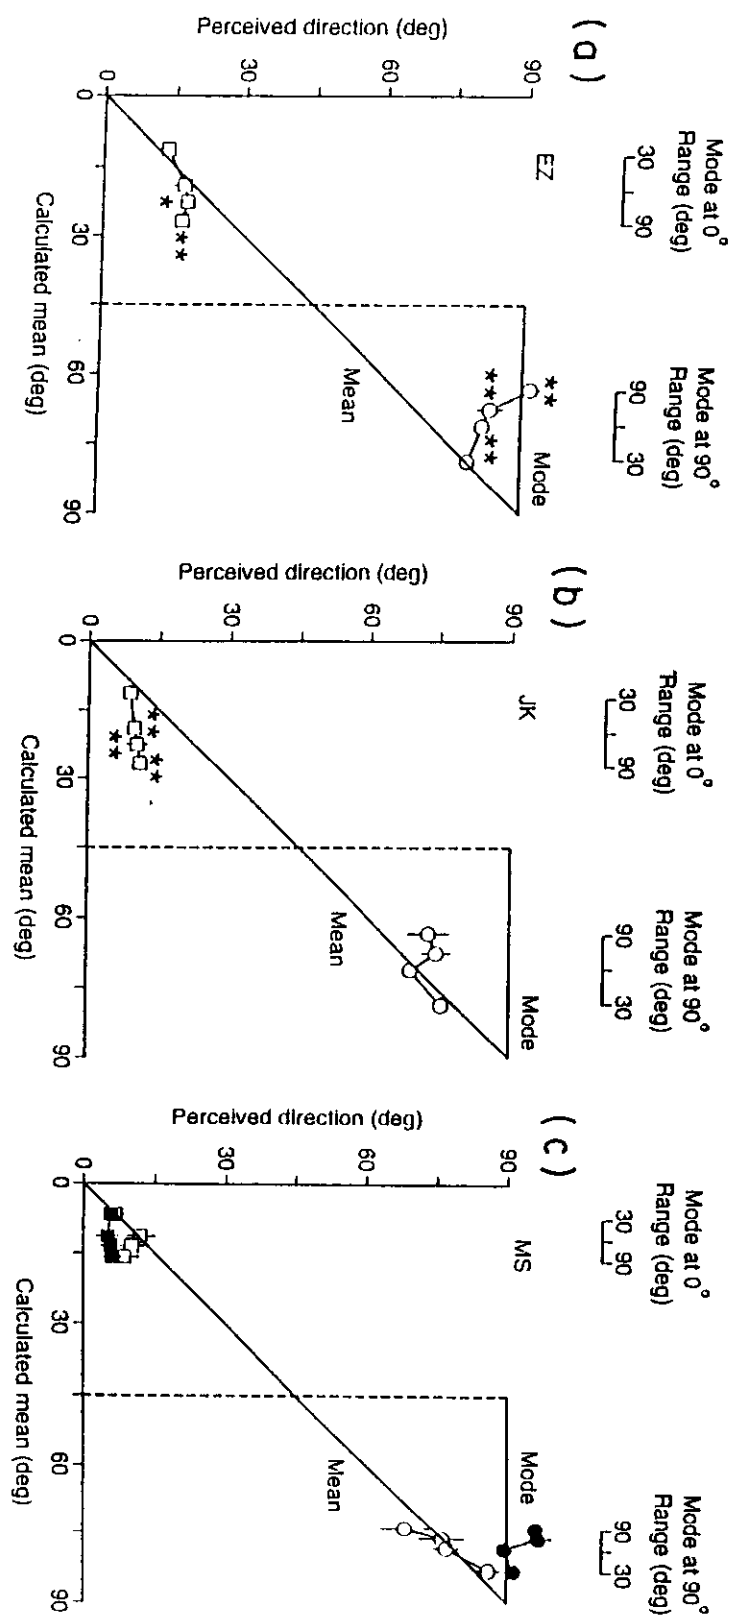 (a)
Mode at 0°
Range (deg)
30 90
Mode at 90°
Range (deg)
90 30
EZ
Perceived direction (deg)
90
60
30
0
Mode
Mean
**
**
**
*
**
0 30 60 90
Calculated mean (deg)
(b)
Mode at 0°
Range (deg)
30 90
Mode at 90°
Range (deg)
90 30
JK
Perceived direction (deg)
90
60
30
0
Mode
Mean
**
**
**
0 30 60 90
Calculated mean (deg)
(c)
Mode at 0°
Range (deg)
30 90
Mode at 90°
Range (deg)
90 30
MS
Perceived direction (deg)
90
60
30
0
Mode
Mean
0 30 60 90
Calculated mean (deg)